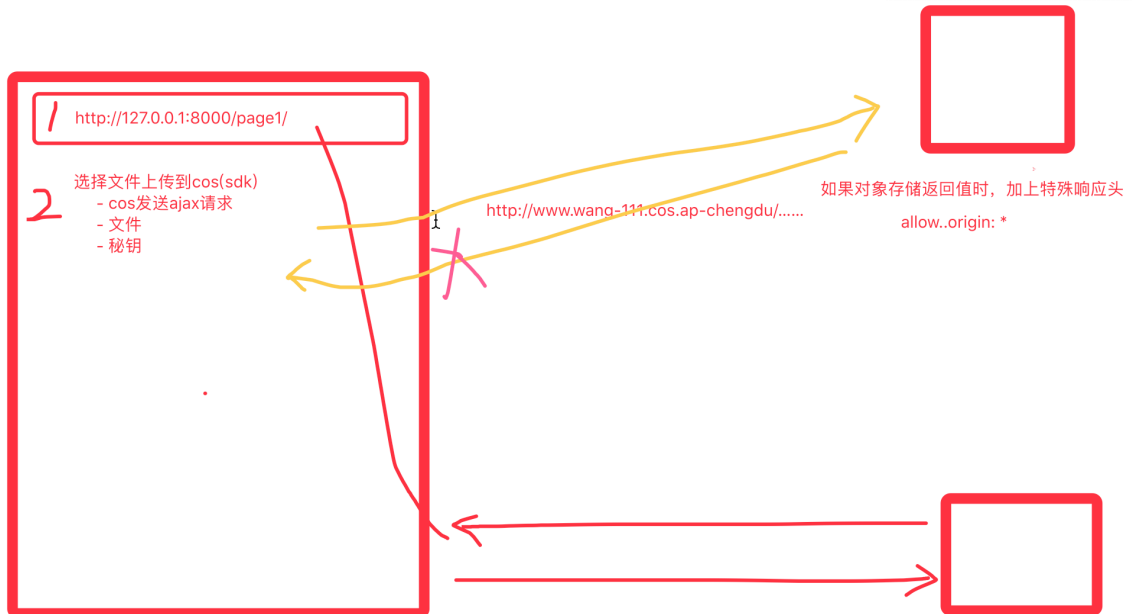 1 http://127.0.0.1:8000/page1/
2 选择文件上传到cos(sdk)
- cos发送ajax请求
- 文件
- 秘钥
http://www.wang-111.cos.ap-chengdu/......
如果对象存储返回值时，加上特殊响应头
allow..origin: *